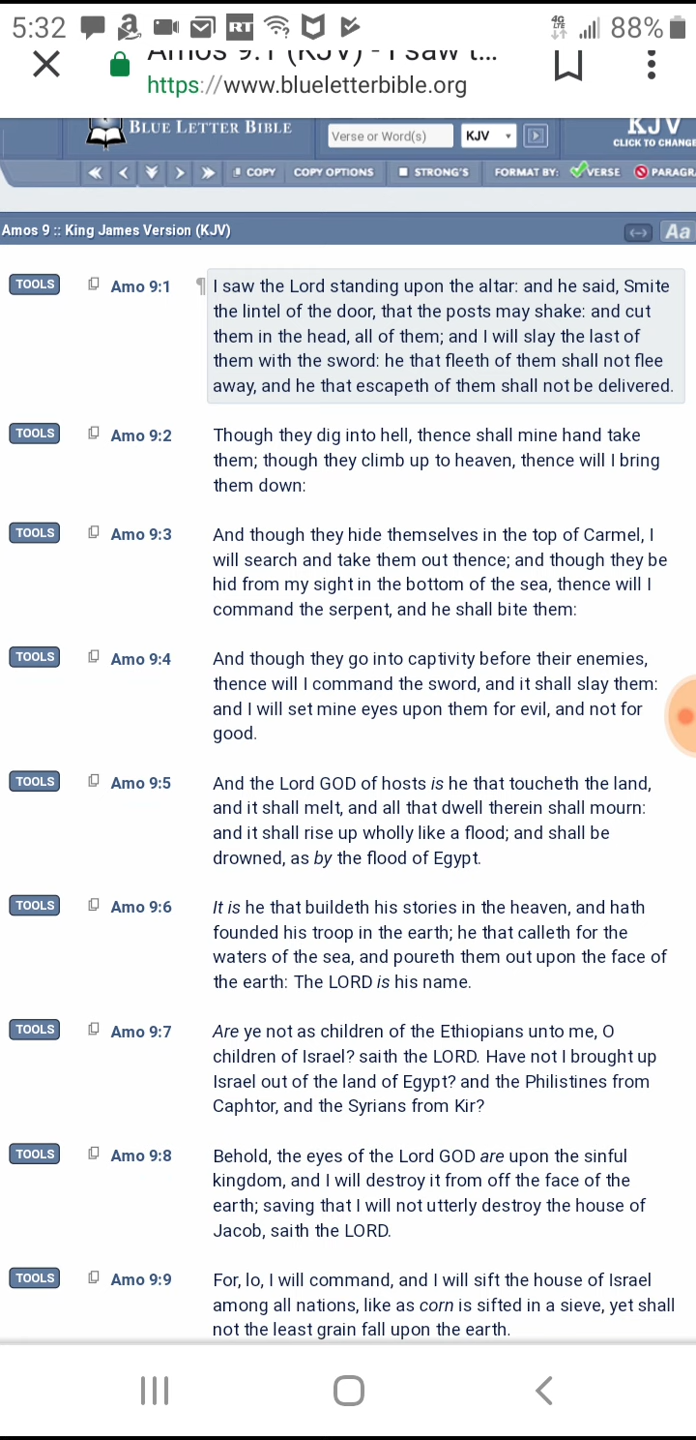 5:32 RT 4G LTE 88%
Amos 9:1 (KJV) - I saw t...
https://www.blueletterbible.org
BLUE LETTER BIBLE
Verse or Word(s) KJV
KJV
CLICK TO CHANGE
COPY COPY OPTIONS STRONG'S FORMAT BY: VERSE PARAGR
Amos 9 :: King James Version (KJV) Aa
TOOLS Amo 9:1 ¶ I saw the Lord standing upon the altar: and he said, Smite
the lintel of the door, that the posts may shake: and cut
them in the head, all of them; and I will slay the last of
them with the sword: he that fleeth of them shall not flee
away, and he that escapeth of them shall not be delivered.
TOOLS Amo 9:2 Though they dig into hell, thence shall mine hand take
them; though they climb up to heaven, thence will I bring
them down:
TOOLS Amo 9:3 And though they hide themselves in the top of Carmel, I
will search and take them out thence; and though they be
hid from my sight in the bottom of the sea, thence will I
command the serpent, and he shall bite them:
TOOLS Amo 9:4 And though they go into captivity before their enemies,
thence will I command the sword, and it shall slay them:
and I will set mine eyes upon them for evil, and not for
good.
TOOLS Amo 9:5 And the Lord GOD of hosts is he that toucheth the land,
and it shall melt, and all that dwell therein shall mourn:
and it shall rise up wholly like a flood; and shall be
drowned, as by the flood of Egypt.
TOOLS Amo 9:6 It is he that buildeth his stories in the heaven, and hath
founded his troop in the earth; he that calleth for the
waters of the sea, and poureth them out upon the face of
the earth: The LORD is his name.
TOOLS Amo 9:7 Are ye not as children of the Ethiopians unto me, O
children of Israel? saith the LORD. Have not I brought up
Israel out of the land of Egypt? and the Philistines from
Caphtor, and the Syrians from Kir?
TOOLS Amo 9:8 Behold, the eyes of the Lord GOD are upon the sinful
kingdom, and I will destroy it from off the face of the
earth; saving that I will not utterly destroy the house of
Jacob, saith the LORD.
TOOLS Amo 9:9 For, lo, I will command, and I will sift the house of Israel
among all nations, like as corn is sifted in a sieve, yet shall
not the least grain fall upon the earth.